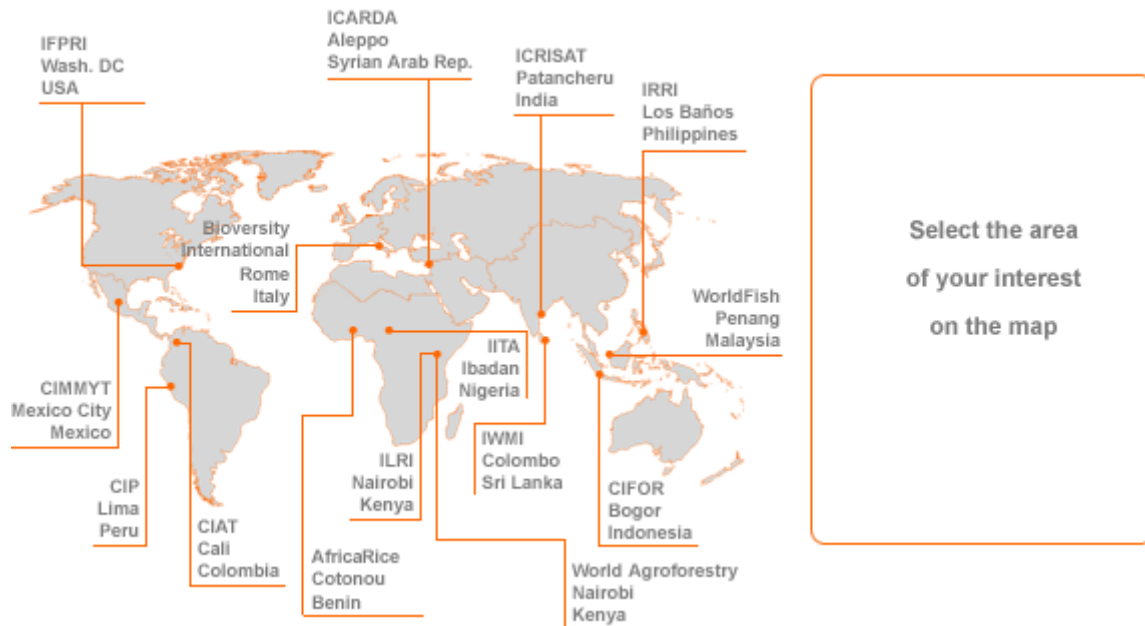 ICARDA
Aleppo
Syrian Arab Rep.
IFPRI
Wash. DC
USA
ICRISAT
Patancheru
India
IRRI
Los Baños
Philippines
Bioversity
International
Rome
Italy
Select the area
of your interest
on the map
WorldFish
Penang
Malaysia
IITA
Ibadan
Nigeria
CIMMYT
Mexico City
Mexico
IWMI
Colombo
Sri Lanka
ILRI
Nairobi
Kenya
CIP
Lima
Peru
CIFOR
Bogor
Indonesia
CIAT
Cali
Colombia
AfricaRice
Cotonou
Benin
World Agroforestry
Nairobi
Kenya